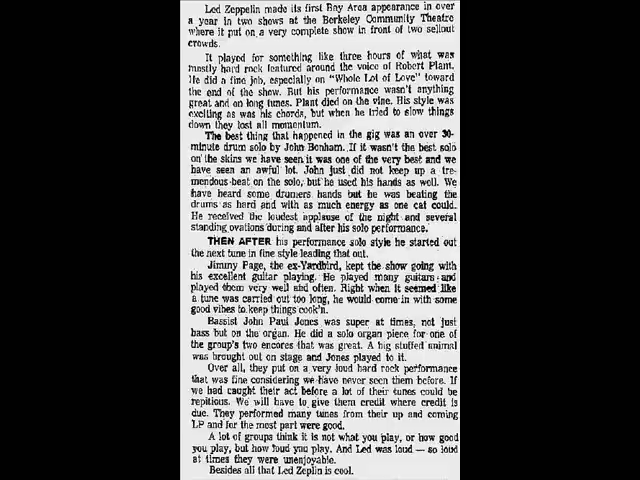 Led Zeppelin made its first Bay Area appearance in over
a year in two shows at the Berkeley Community Theatre
where it put on a very complete show in front of two sellout
crowds.
It played for something like three hours of what was
mostly hard rock featured around the voice of Robert Plant.
He did a fine job, especially on "Whole Lot of Love" toward
the end of the show. But his performance wasn't anything
great and on long tunes. Plant died on the vine. His style was
exciting as was his chords, but when he tried to slow things
down they lost all momentum.
The best thing that happened in the gig was an over 30-
minute drum solo by John Bonham. If it wasn't the best solo
on the skins we have seen it was one of the very best and we
have seen an awful lot. John just did not keep up a tre-
mendous beat on the solo, but he used his hands as well. We
have heard some drumers hands but he was beating the
drums as hard and with as much energy as one cat could.
He received the loudest applause of the night and several
standing ovations during and after his solo performance.
THEN AFTER his performance solo style he started out
the next tune in fine style leading that out.
Jimmy Page, the ex-Yardbird, kept the show going with
his excellent guitar playing. He played many guitars and
played them very well and often. Right when it seemed like
a tune was carried out too long, he would come in with some
good vibes to keep things cook'n.
Bassist John Paul Jones was super at times, not just
bass but on the organ. He did a solo organ piece for one of
the group's two encores that was great. A big stuffed animal
was brought out on stage and Jones played to it.
Over all, they put on a very loud hard rock performance
that was fine considering we have never seen them before. If
we had caught their act before a lot of their tunes could be
repitious. We will have to give them credit where credit is
due. They performed many tunes from their up and coming
LP and for the most part were good.
A lot of groups think it is not what you play, or how good
you play, but how loud you play. And Led was loud — so loud
at times they were unenjoyable.
Besides all that Led Zeplin is cool.